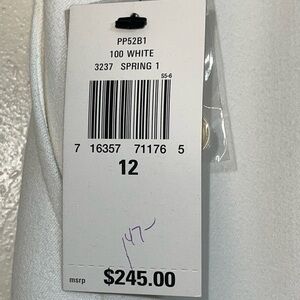 PP52B1
100 WHITE
3237 SPRING 1
S5-6
7 16357 71176 5
12
147-
msrp $245.00